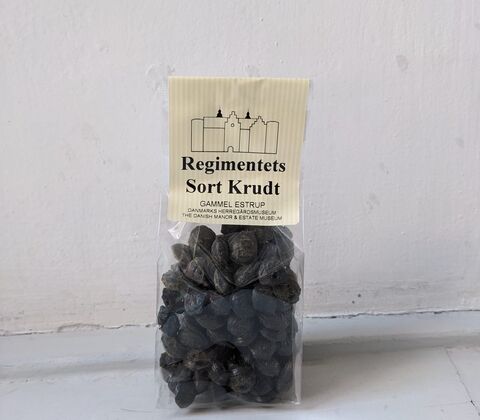 Regimentets
Sort Krudt
GAMMEL ESTRUP
DANMARKS HERREGÅRDSMUSEUM
THE DANISH MANOR & ESTATE MUSEUM